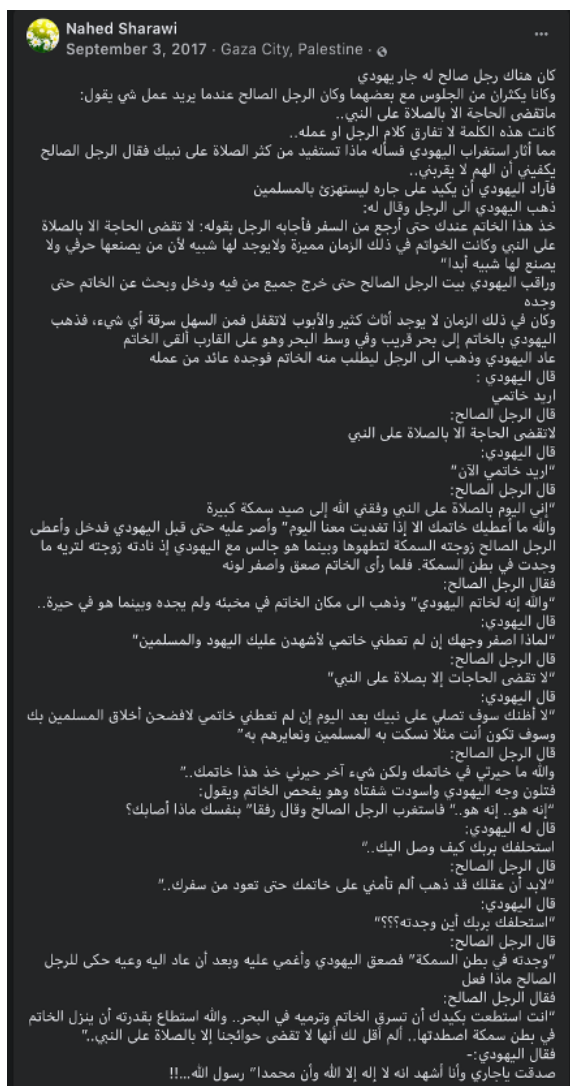 Nahed Sharawi
September 3, 2017 · Gaza City, Palestine ·
كان هناك رجل صالح له جار يهودي
وكانا يكثران من الجلوس مع بعضهما وكان الرجل الصالح عندما يريد عمل شي يقول:
ماتقضى الحاجة الا بالصلاة على النبي..
كانت هذه الكلمة لا تفارق كلام الرجل او عمله..
مما أثار استغراب اليهودي فسأله ماذا تستفيد من كثر الصلاة على نبيك فقال الرجل الصالح
يكفيني أن الهم لا يقربني..
فآراد اليهودي أن يكيد على جاره ليستهزئ بالمسلمين
ذهب اليهودي الى الرجل وقال له:
خذ هذا الخاتم عندك حتى أرجع من السفر فأجابه الرجل بقوله: لا تقضى الحاجة الا بالصلاة
على النبي وكانت الخواتم في ذلك الزمان مميزة ولايوجد لها شبيه لأن من يصنعها حرفي ولا
يصنع لها شبيه أبدا"
وراقب اليهودي بيت الرجل الصالح حتى خرج جميع من فيه ودخل وبحث عن الخاتم حتى
وجده
وكان في ذلك الزمان لا يوجد أثاث كثير والأبوب لاتقفل فمن السهل سرقة أي شيء، فذهب
اليهودي بالخاتم إلى بحر قريب وفي وسط البحر وهو على القارب ألقى الخاتم
عاد اليهودي وذهب الى الرجل ليطلب منه الخاتم فوجده عائد من عمله
قال اليهودي :
اريد خاتمي
قال الرجل الصالح:
لاتقضى الحاجة الا بالصلاة على النبي
قال اليهودي:
"اريد خاتمي الآن"
قال الرجل الصالح:
"إني اليوم بالصلاة على النبي وفقني الله إلى صيد سمكة كبيرة
والله ما أعطيك خاتمك الا إذا تغديت معنا اليوم" وأصر عليه حتى قبل اليهودي فدخل وأعطى
الرجل الصالح زوجته السمكة لتطهوها وبينما هو جالس مع اليهودي إذ نادته زوجته لتريه ما
وجدت في بطن السمكة. فلما رأى الخاتم صعق واصفر لونه
فقال الرجل الصالح:
"والله إنه لخاتم اليهودي" وذهب الى مكان الخاتم في مخبئه ولم يجده وبينما هو في حيرة..
قال اليهودي:
"لماذا اصفر وجهك إن لم تعطني خاتمي لأشهدن عليك اليهود والمسلمين"
قال الرجل الصالح:
"لا تقضى الحاجات إلا بصلاة على النبي"
قال اليهودي:
"لا أظنك سوف تصلي على نبيك بعد اليوم إن لم تعطني خاتمي لافضحن أخلاق المسلمين بك
وسوف تكون أنت مثلا نسكت به المسلمين ونعايرهم به"
قال الرجل الصالح:
والله ما حيرتي في خاتمك ولكن شيء آخر حيرني خذ هذا خاتمك.."
فتلون وجه اليهودي واسودت شفتاه وهو يفحص الخاتم ويقول:
"إنه هو.. إنه هو.." فاستغرب الرجل الصالح وقال رفقا" بنفسك ماذا أصابك؟
قال له اليهودي:
استحلفك بربك كيف وصل اليك.."
قال الرجل الصالح:
"لابد أن عقلك قد ذهب ألم تأمني على خاتمك حتى تعود من سفرك.."
قال اليهودي:
"استحلفك بربك أين وجدته؟؟؟"
قال الرجل الصالح:
"وجدته في بطن السمكة" فصعق اليهودي وأغمي عليه وبعد أن عاد اليه وعيه حكى للرجل
الصالح ماذا فعل
فقال الرجل الصالح:
"انت استطعت بكيدك أن تسرق الخاتم وترميه في البحر.. والله استطاع بقدرته أن ينزل الخاتم
في بطن سمكة اصطدتها.. ألم أقل لك أنها لا تقضى حوائجنا إلا بالصلاة على النبي.."
فقال اليهودي:-
صدقت ياجاري وأنا أشهد انه لا إله إلا الله وأن محمدا" رسول الله...!!